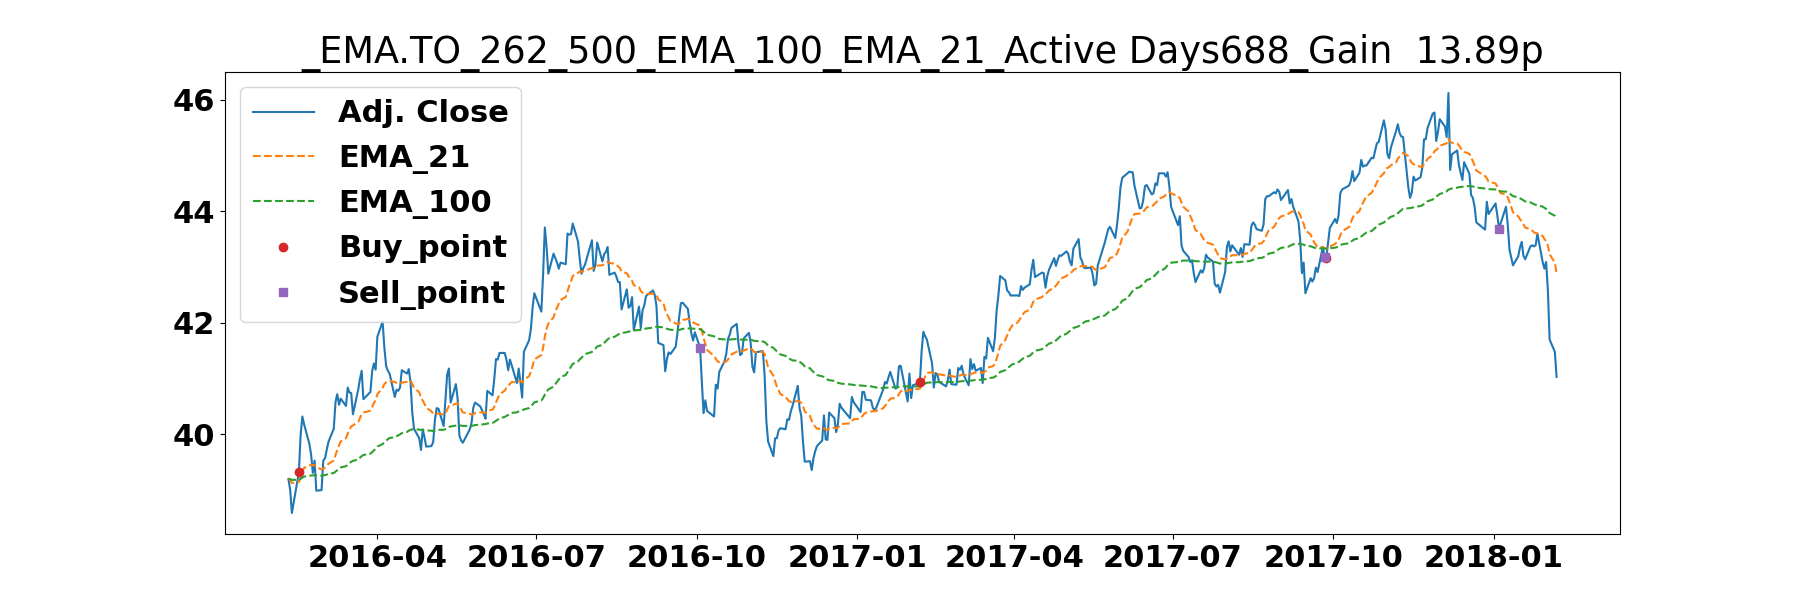 _EMA.TO_262_500_EMA_100_EMA_21_Active Days688_Gain  13.89p
46
44
42
40
Adj. Close
EMA_21
EMA_100
Buy_point
Sell_point
2016-04 2016-07 2016-10 2017-01 2017-04 2017-07 2017-10 2018-01